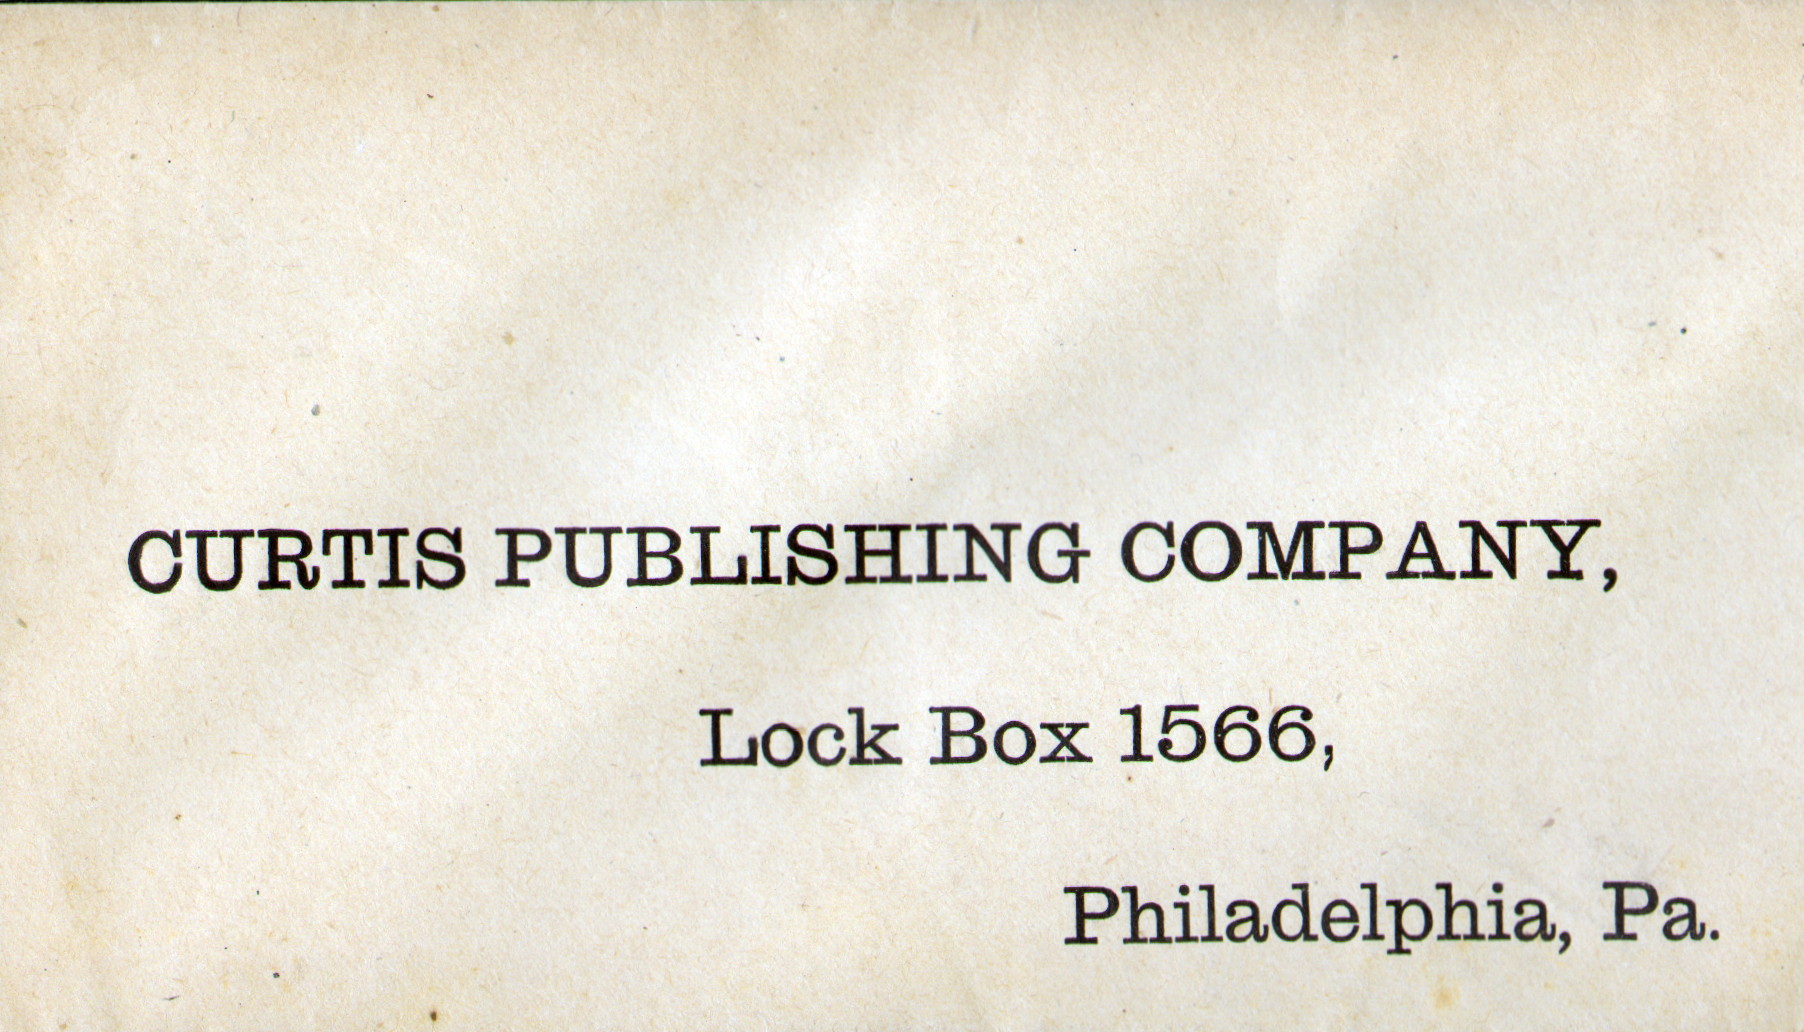 CURTIS PUBLISHING COMPANY,
Lock Box 1566,
Philadelphia, Pa.